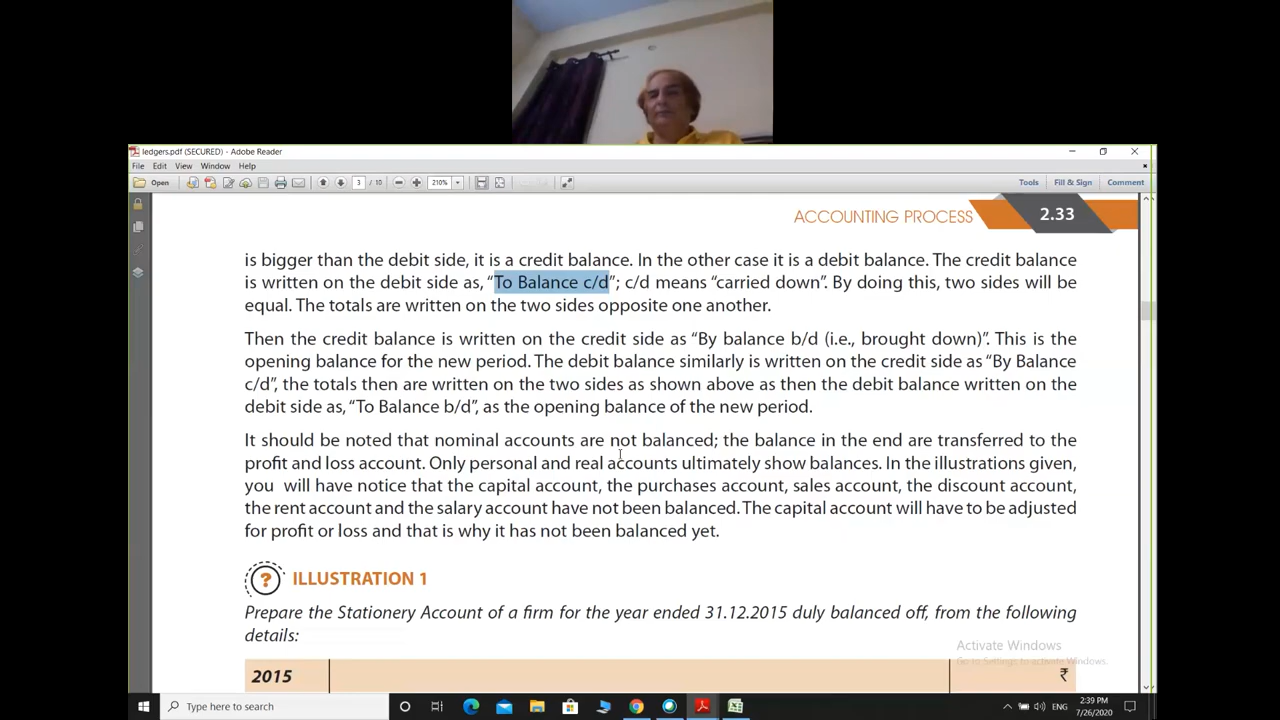 ledgers.pdf (SECURED) - Adobe Reader
File Edit View Window Help
Open 3 / 10 210% Tools Fill & Sign Comment
ACCOUNTING PROCESS 2.33
is bigger than the debit side, it is a credit balance. In the other case it is a debit balance. The credit balance
is written on the debit side as, “To Balance c/d”; c/d means “carried down”. By doing this, two sides will be
equal. The totals are written on the two sides opposite one another.
Then the credit balance is written on the credit side as “By balance b/d (i.e., brought down)”. This is the
opening balance for the new period. The debit balance similarly is written on the credit side as “By Balance
c/d”, the totals then are written on the two sides as shown above as then the debit balance written on the
debit side as, “To Balance b/d”, as the opening balance of the new period.
It should be noted that nominal accounts are not balanced; the balance in the end are transferred to the
profit and loss account. Only personal and real accounts ultimately show balances. In the illustrations given,
you will have notice that the capital account, the purchases account, sales account, the discount account,
the rent account and the salary account have not been balanced. The capital account will have to be adjusted
for profit or loss and that is why it has not been balanced yet.
? ILLUSTRATION 1
Prepare the Stationery Account of a firm for the year ended 31.12.2015 duly balanced off, from the following
details:
Activate Windows
Go to Settings to activate Windows.
2015 ₹
Type here to search
ENG
2:39 PM
7/26/2020